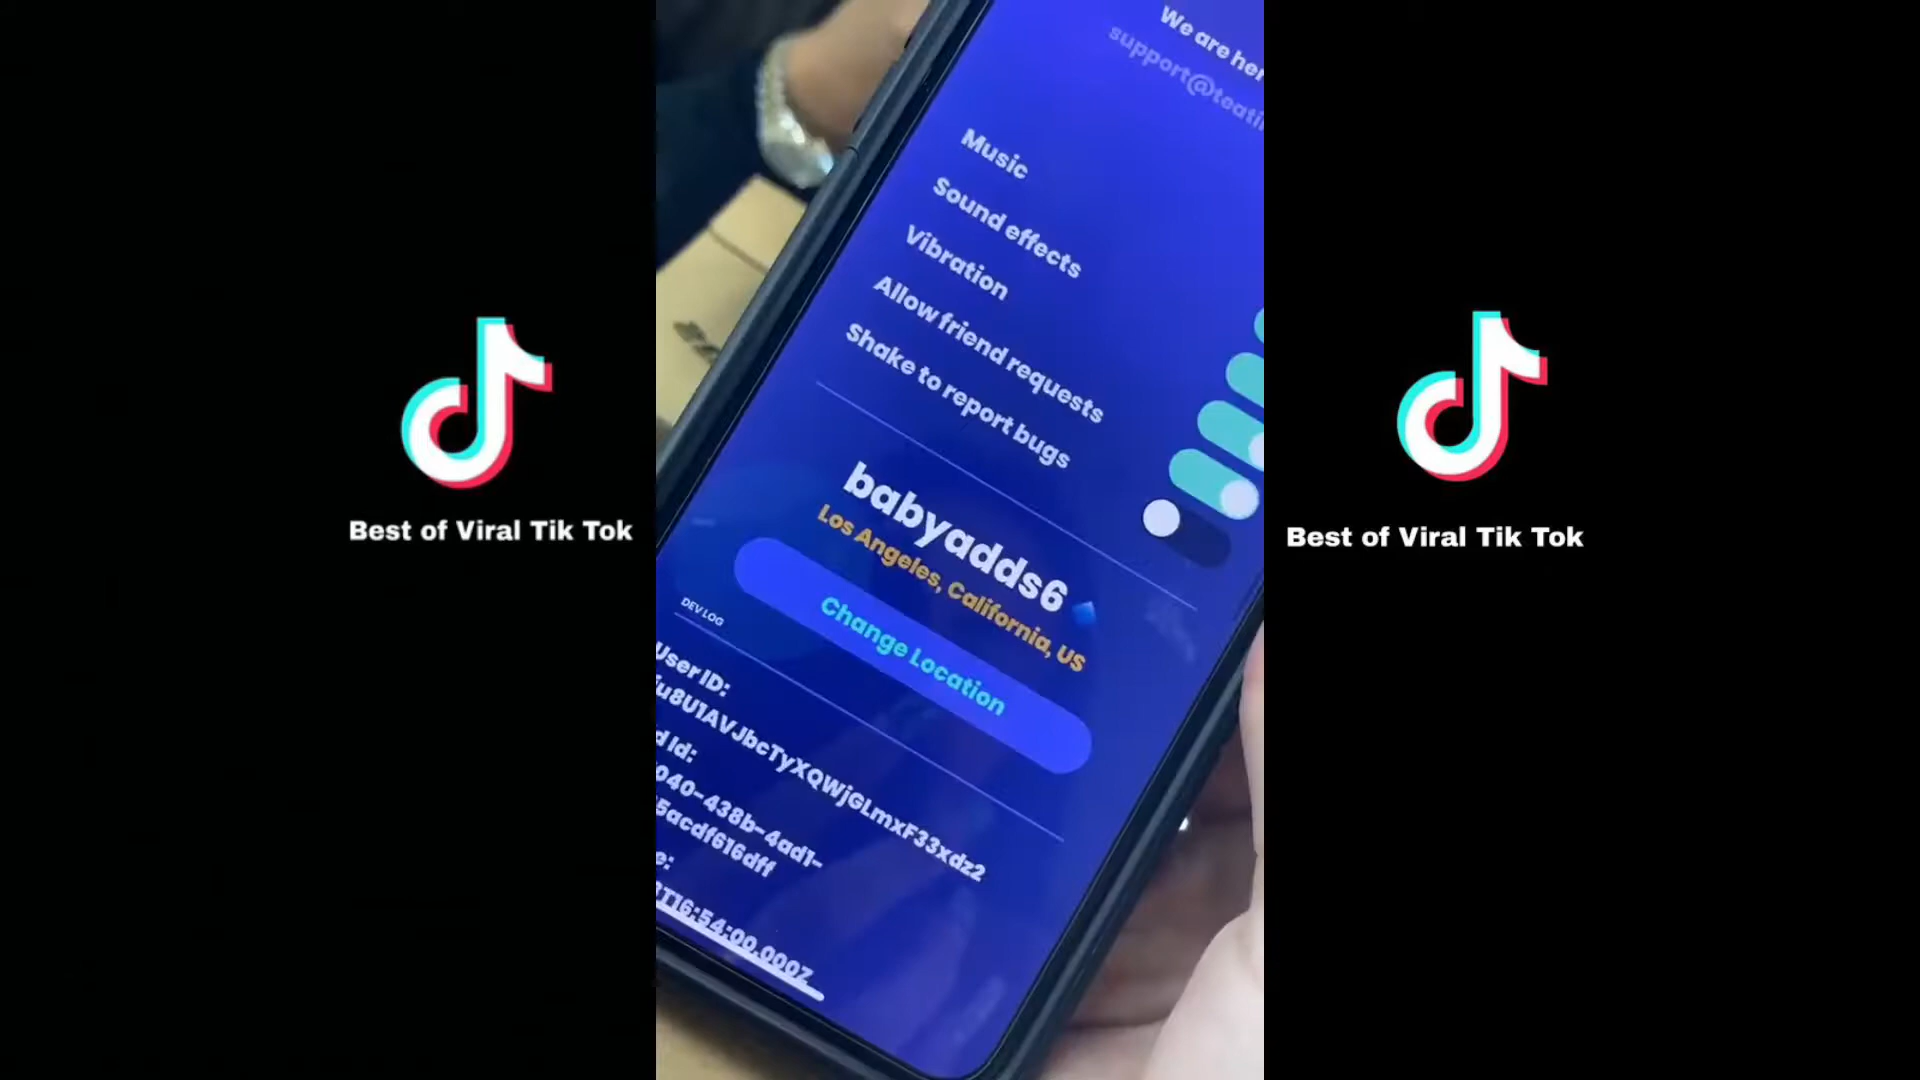 We are her
support@teati
Music
Sound effects
Vibration
Allow friend requests
Shake to report bugs
babyadds6
Los Angeles, California, US
Change Location
DEV LOG
User ID:
u8U1AVJbcTyXQWjGLmxF33xdz2
d Id:
040-438b-4ad1-
5acdf616dff
e:
T16:54:00.000Z
Best of Viral Tik Tok
Best of Viral Tik Tok